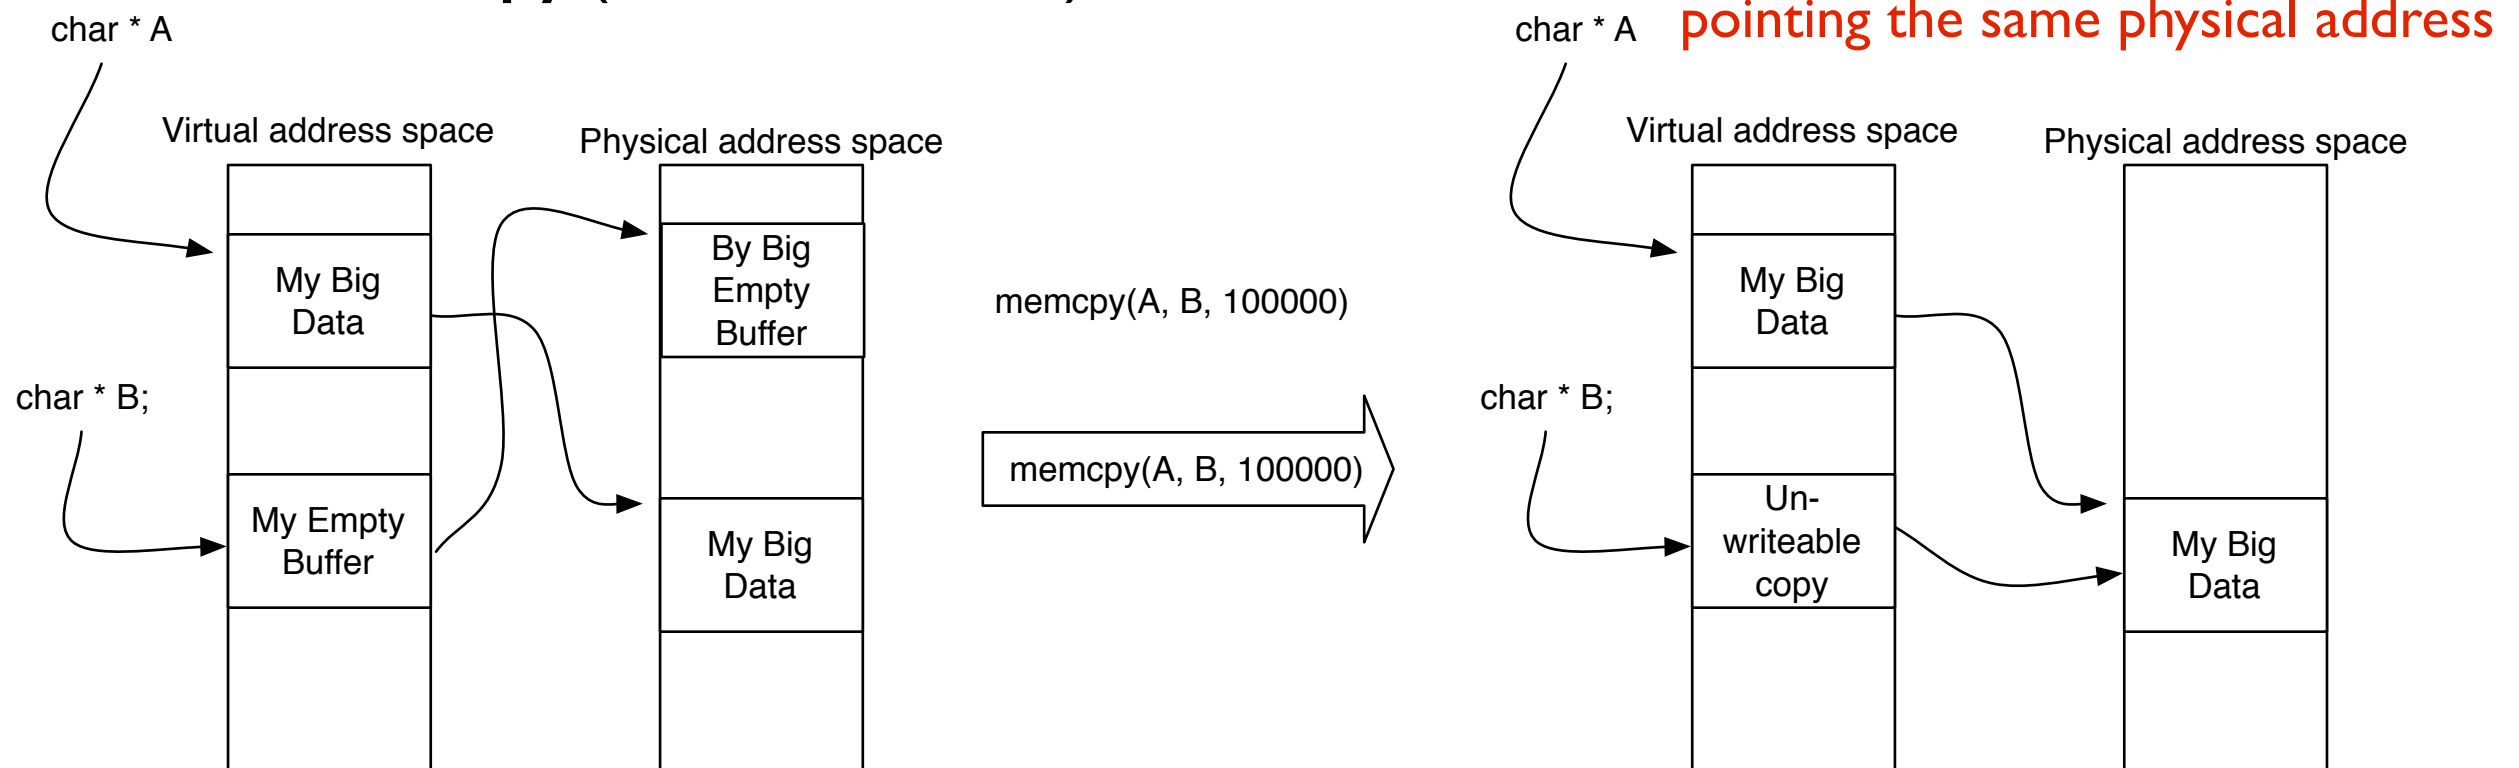 char * A
Virtual address space
Physical address space
My Big
Data
char * B;
My Empty
Buffer
By Big
Empty
Buffer
My Big
Data
memcpy(A, B, 100000)
memcpy(A, B, 100000)
pointing the same physical address
char * A
Virtual address space
Physical address space
My Big
Data
char * B;
Un-
writeable
copy
My Big
Data